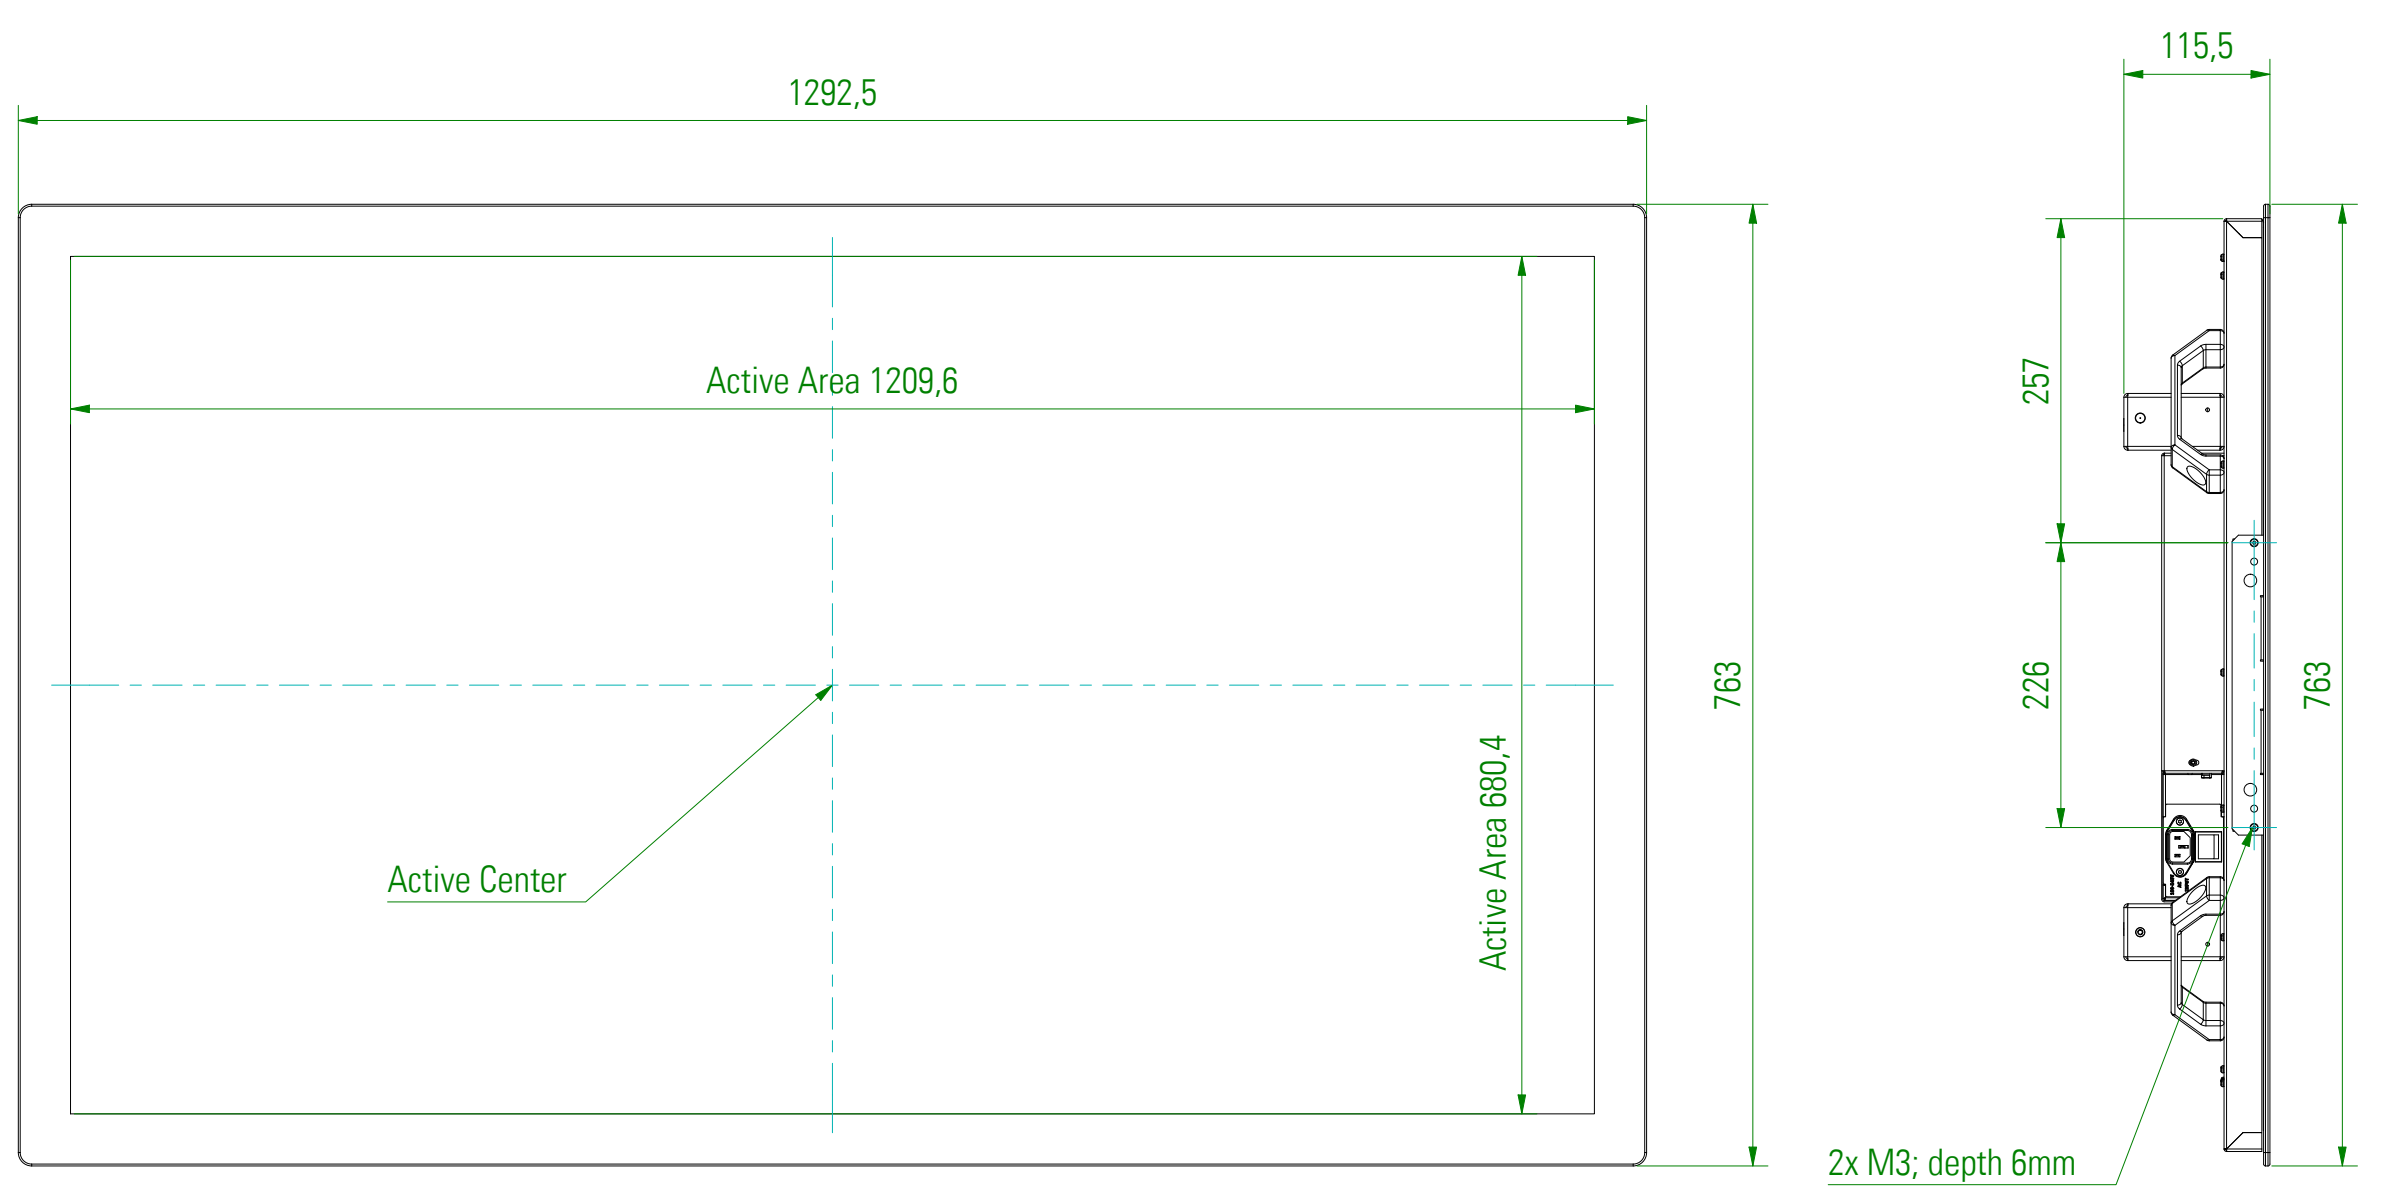 115,5
1292,5
Active Area 1209,6
257
763
226
763
Active Area 680,4
Active Center
AC
2x M3; depth 6mm